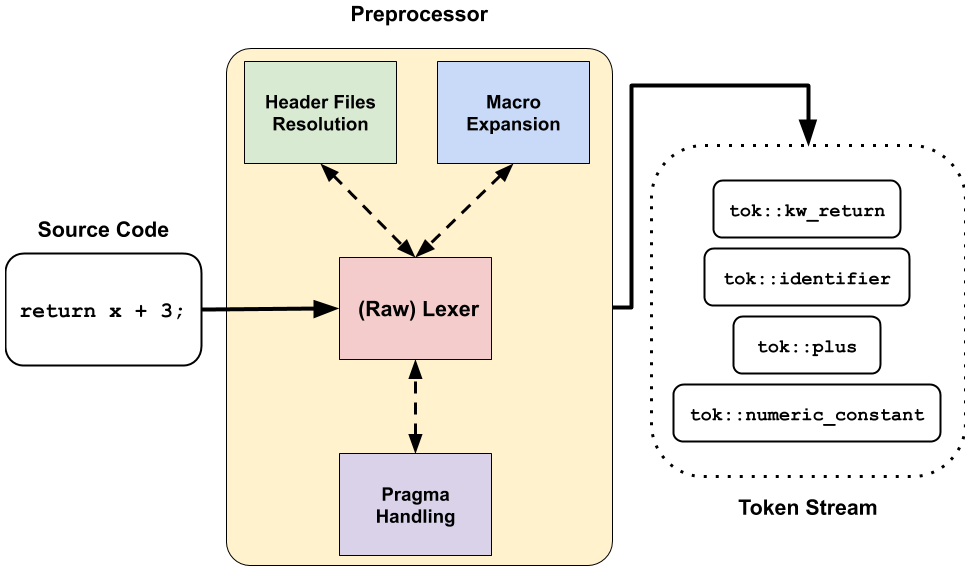 Preprocessor
Header Files
Resolution
Macro
Expansion
Source Code
return x + 3;
(Raw) Lexer
Pragma
Handling
tok::kw_return
tok::identifier
tok::plus
tok::numeric_constant
Token Stream